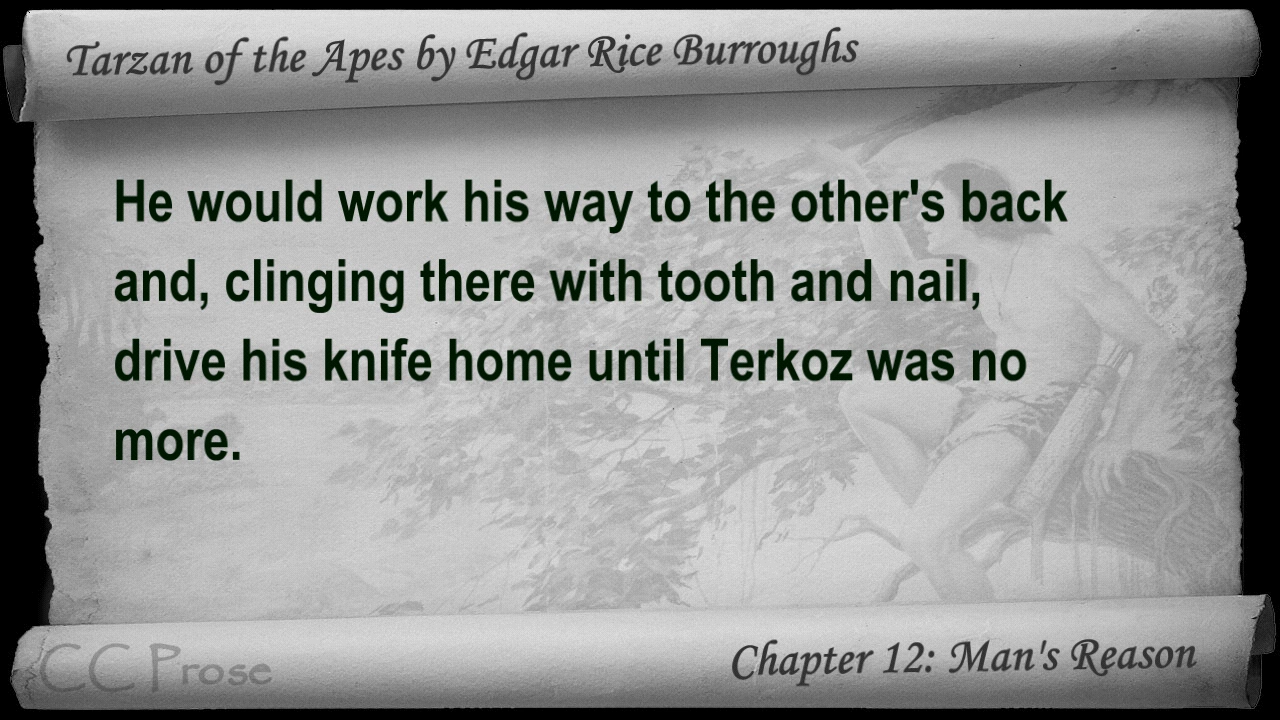 Tarzan of the Apes by Edgar Rice Burroughs
He would work his way to the other's back
and, clinging there with tooth and nail,
drive his knife home until Terkoz was no
more.
CC Prose
Chapter 12: Man's Reason